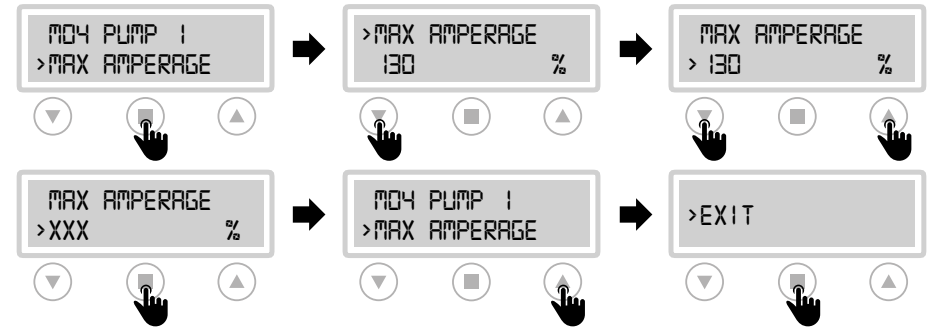 M04 PUMP 1
>MAX AMPERAGE
>MAX AMPERAGE
130 %
MAX AMPERAGE
> 130 %
MAX AMPERAGE
>XXX %
M04 PUMP 1
>MAX AMPERAGE
>EXIT